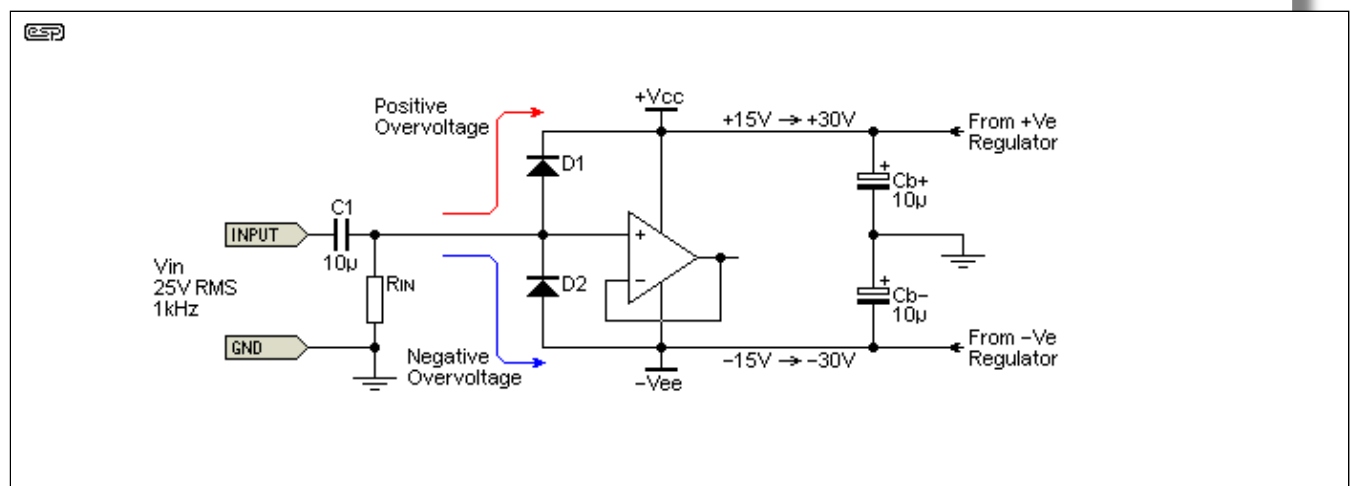 esp
Positive
Overvoltage
+Vcc
+15V → +30V
From +Ve
Regulator
D1
+
Cb+
10µ
C1
INPUT
10µ
+
−
Vin
25V RMS
1kHz
RIN
D2
+
Cb−
10µ
GND
Negative
Overvoltage
−Vee
−15V → −30V
From −Ve
Regulator